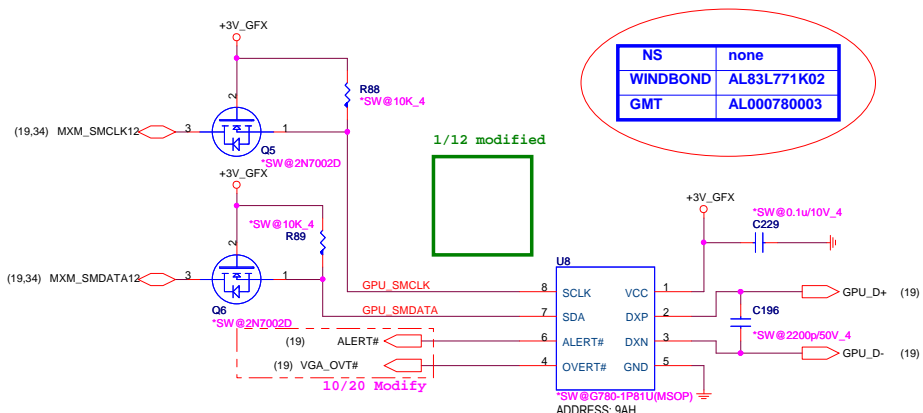 +3V_GFX
NS none
WINDBOND AL83L771K02
GMT AL000780003
R88
*SW@10K_4
2
(19,34) MXM_SMCLK12 3 1
Q5
*SW@2N7002D
1/12 modified
+3V_GFX
+3V_GFX
*SW@10K_4
R89
*SW@0.1u/10V_4
C229
2
(19,34) MXM_SMDATA12 3 1
Q6
*SW@2N7002D
U8
GPU_SMCLK 8 SCLK VCC 1
GPU_D+ (19)
GPU_SMDATA 7 SDA DXP 2
C196
*SW@2200p/50V_4
(19) ALERT# 6 ALERT# DXN 3
GPU_D- (19)
(19) VGA_OVT# 4 OVERT# GND 5
10/20 Modify
*SW@G780-1P81U(MSOP)
ADDRESS: 9AH